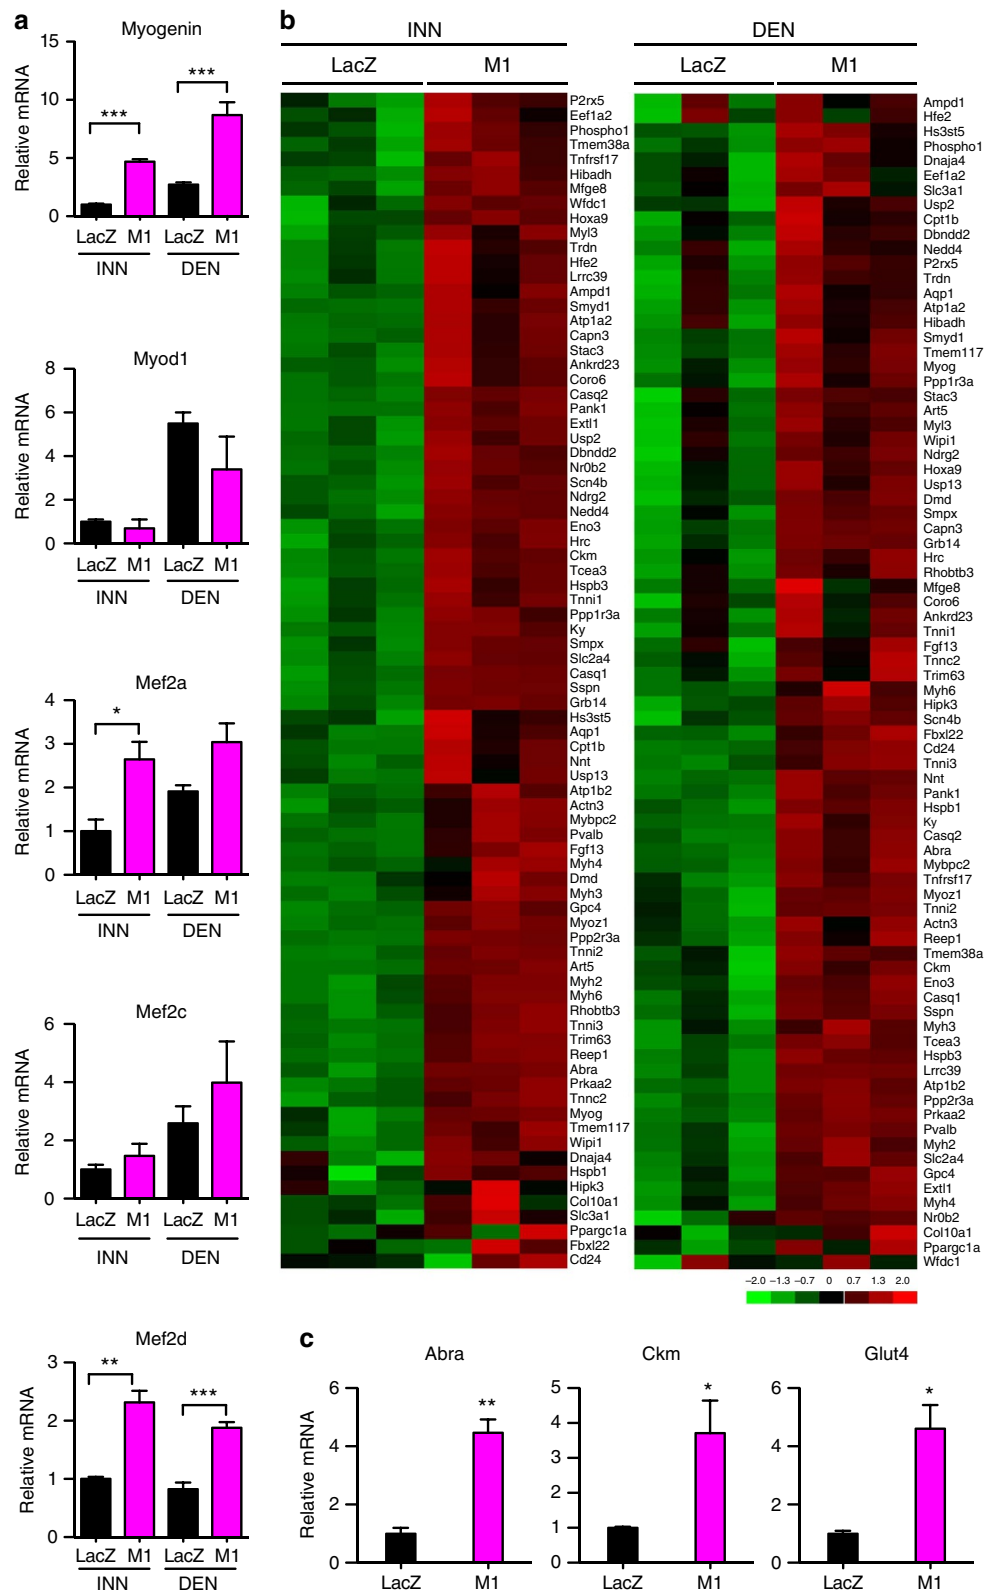 a
Myogenin
Relative mRNA
15
10
5
0
***
***
LacZ M1 LacZ M1
INN DEN
Myod1
Relative mRNA
8
6
4
2
0
LacZ M1 LacZ M1
INN DEN
Mef2a
Relative mRNA
4
3
2
1
0
*
LacZ M1 LacZ M1
INN DEN
Mef2c
Relative mRNA
6
4
2
0
LacZ M1 LacZ M1
INN DEN
Mef2d
Relative mRNA
3
2
1
0
**
***
LacZ M1 LacZ M1
INN DEN
b
INN
LacZ M1
P2rx5
Eef1a2
Phospho1
Tmem38a
Tnfrsf17
Hibadh
Mfge8
Wfdc1
Hoxa9
Myl3
Trdn
Hfe2
Lrrc39
Ampd1
Smyd1
Atp1a2
Capn3
Stac3
Ankrd23
Coro6
Casq2
Pank1
Extl1
Usp2
Dbndd2
Nr0b2
Scn4b
Ndrg2
Nedd4
Eno3
Hrc
Ckm
Tcea3
Hspb3
Tnni1
Ppp1r3a
Ky
Smpx
Slc2a4
Casq1
Sspn
Grb14
Hs3st5
Aqp1
Cpt1b
Nnt
Usp13
Atp1b2
Actn3
Mybpc2
Pvalb
Fgf13
Myh4
Dmd
Myh3
Gpc4
Myoz1
Ppp2r3a
Tnni2
Art5
Myh2
Myh6
Rhobtb3
Tnni3
Trim63
Reep1
Abra
Prkaa2
Tnnc2
Myog
Tmem117
Wipi1
Dnaja4
Hspb1
Hipk3
Col10a1
Slc3a1
Ppargc1a
Fbxl22
Cd24
DEN
LacZ M1
Ampd1
Hfe2
Hs3st5
Phospho1
Dnaja4
Eef1a2
Slc3a1
Usp2
Cpt1b
Dbndd2
Nedd4
P2rx5
Trdn
Aqp1
Atp1a2
Hibadh
Smyd1
Tmem117
Myog
Ppp1r3a
Stac3
Art5
Myl3
Wipi1
Ndrg2
Hoxa9
Usp13
Dmd
Smpx
Capn3
Grb14
Hrc
Rhobtb3
Mfge8
Coro6
Ankrd23
Tnni1
Fgf13
Tnnc2
Trim63
Myh6
Hipk3
Scn4b
Fbxl22
Cd24
Tnni3
Nnt
Pank1
Hspb1
Ky
Casq2
Abra
Mybpc2
Tnfrsf17
Myoz1
Tnni2
Actn3
Reep1
Tmem38a
Ckm
Eno3
Casq1
Sspn
Myh3
Tcea3
Hspb3
Lrrc39
Atp1b2
Ppp2r3a
Prkaa2
Pvalb
Myh2
Slc2a4
Gpc4
Extl1
Myh4
Nr0b2
Col10a1
Ppargc1a
Wfdc1
−2.0 −1.3 −0.7 0 0.7 1.3 2.0
c
Abra
Relative mRNA
6
4
2
0
**
LacZ M1
Ckm
5
4
3
2
1
0
*
LacZ M1
Glut4
6
4
2
0
*
LacZ M1